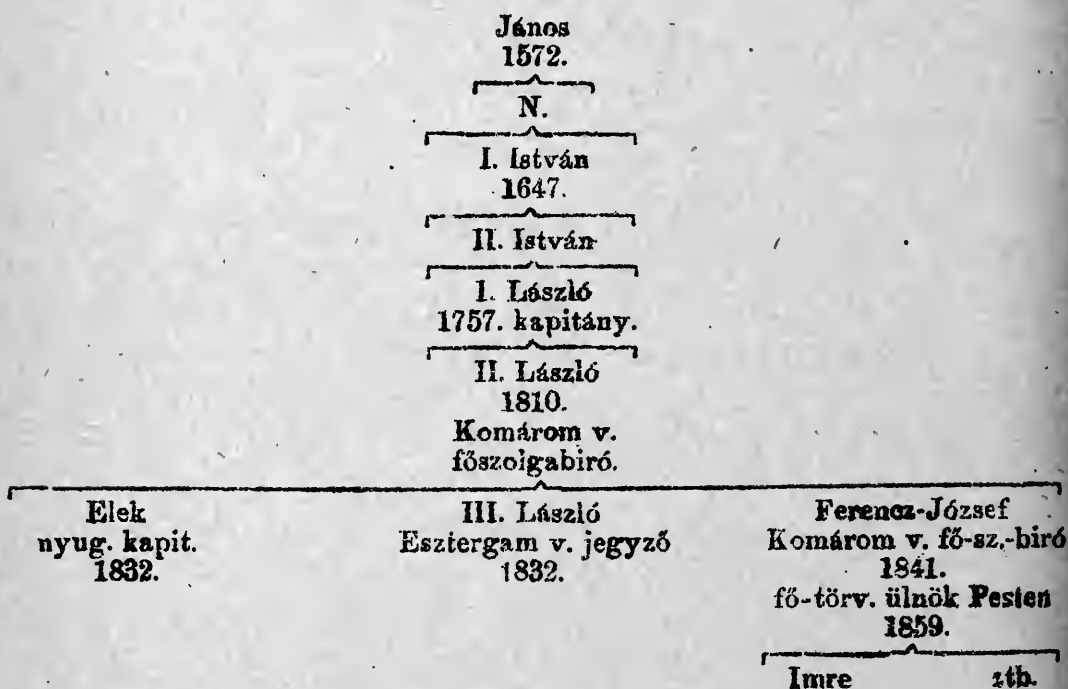 János
1572.
N.
I. István
1647.
II. István
I. László
1757. kapitány.
II. László
1810.
Komárom v.
főszolgabiró.
Elek
nyug. kapit.
1832.
III. László
Esztergam v. jegyző
1832.
Ferencz-József
Komárom v. fő-sz.-biró
1841.
fő-törv. ülnök Pesten
1859.
Imre ztb.